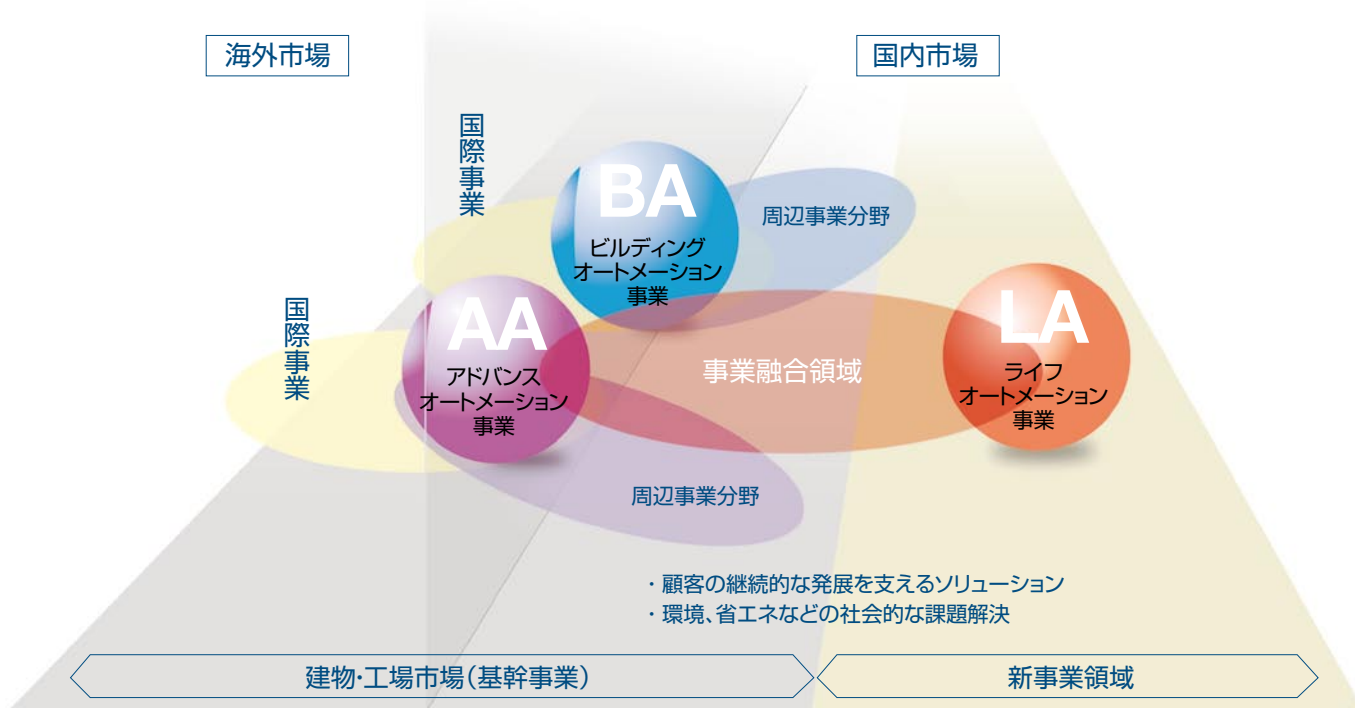 海外市場
国内市場
国際事業
BA
ビルディング
オートメーション
事業
周辺事業分野
国際事業
AA
アドバンス
オートメーション
事業
事業融合領域
LA
ライフ
オートメーション
事業
周辺事業分野
・顧客の継続的な発展を支えるソリューション
・環境、省エネなどの社会的な課題解決
建物・工場市場（基幹事業）
新事業領域